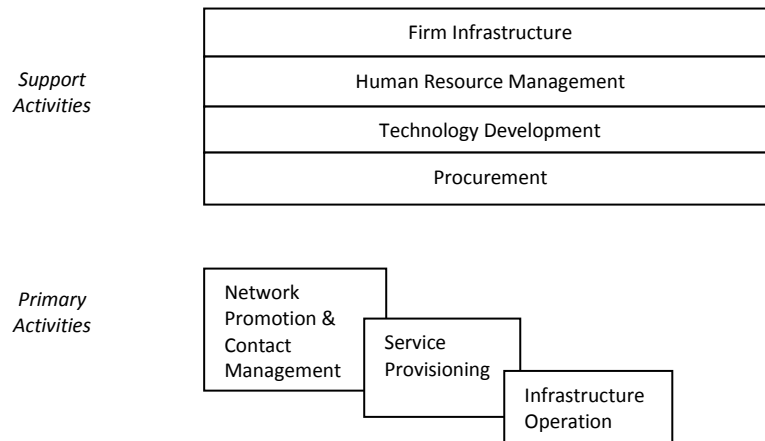 Firm Infrastructure
Support
Activities
Human Resource Management
Technology Development
Procurement
Primary
Activities
Network
Promotion &
Contact
Management
Service
Provisioning
Infrastructure
Operation